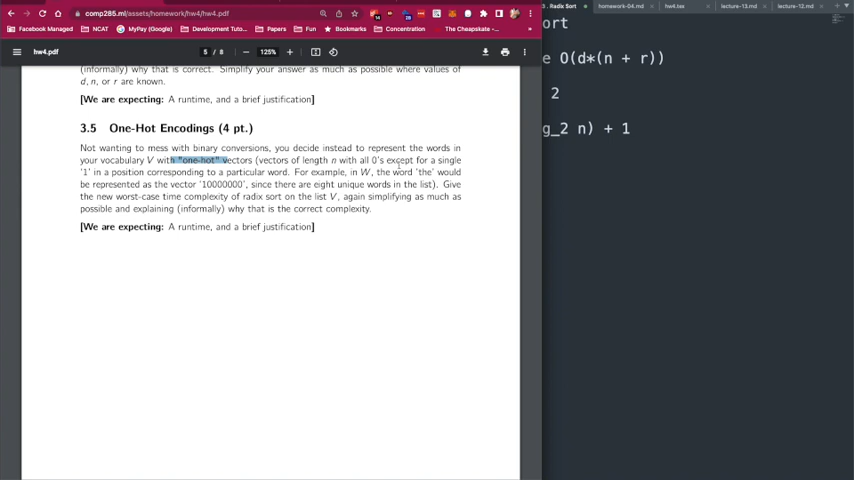 3. Radix Sort homework-04.md hw4.tex lecture-13.md lecture-12.md
comp285.ml/assets/homework/hw4/hw4.pdf
Facebook Managed NCAT MyPay (Google) Development Tuto... Papers Fun Bookmarks Concentration The Cheapskate -... »
hw4.pdf 5 / 8 125%
(informally) why that is correct. Simplify your answer as much as possible where values of
d, n, or r are known.
[We are expecting: A runtime, and a brief justification]
3.5 One-Hot Encodings (4 pt.)
Not wanting to mess with binary conversions, you decide instead to represent the words in
your vocabulary V with "one-hot" vectors (vectors of length n with all 0's except for a single
'1' in a position corresponding to a particular word. For example, in W, the word 'the' would
be represented as the vector '10000000', since there are eight unique words in the list). Give
the new worst-case time complexity of radix sort on the list V, again simplifying as much as
possible and explaining (informally) why that is the correct complexity.
[We are expecting: A runtime, and a brief justification]
ort
e O(d*(n + r))
2
g_2 n) + 1